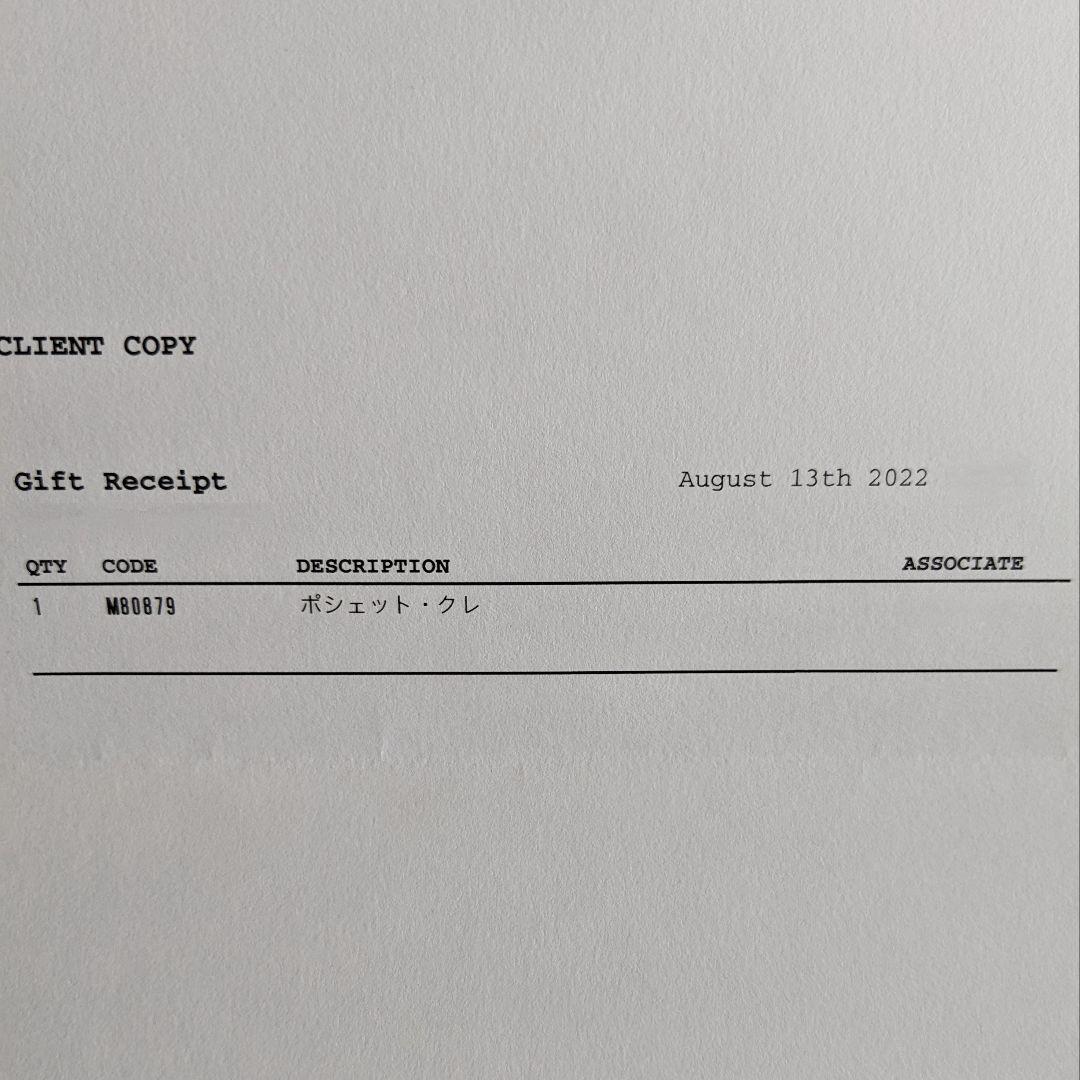 CLIENT COPY
Gift Receipt August 13th 2022
QTY CODE DESCRIPTION ASSOCIATE
1 M80879 ポシェット・クレ